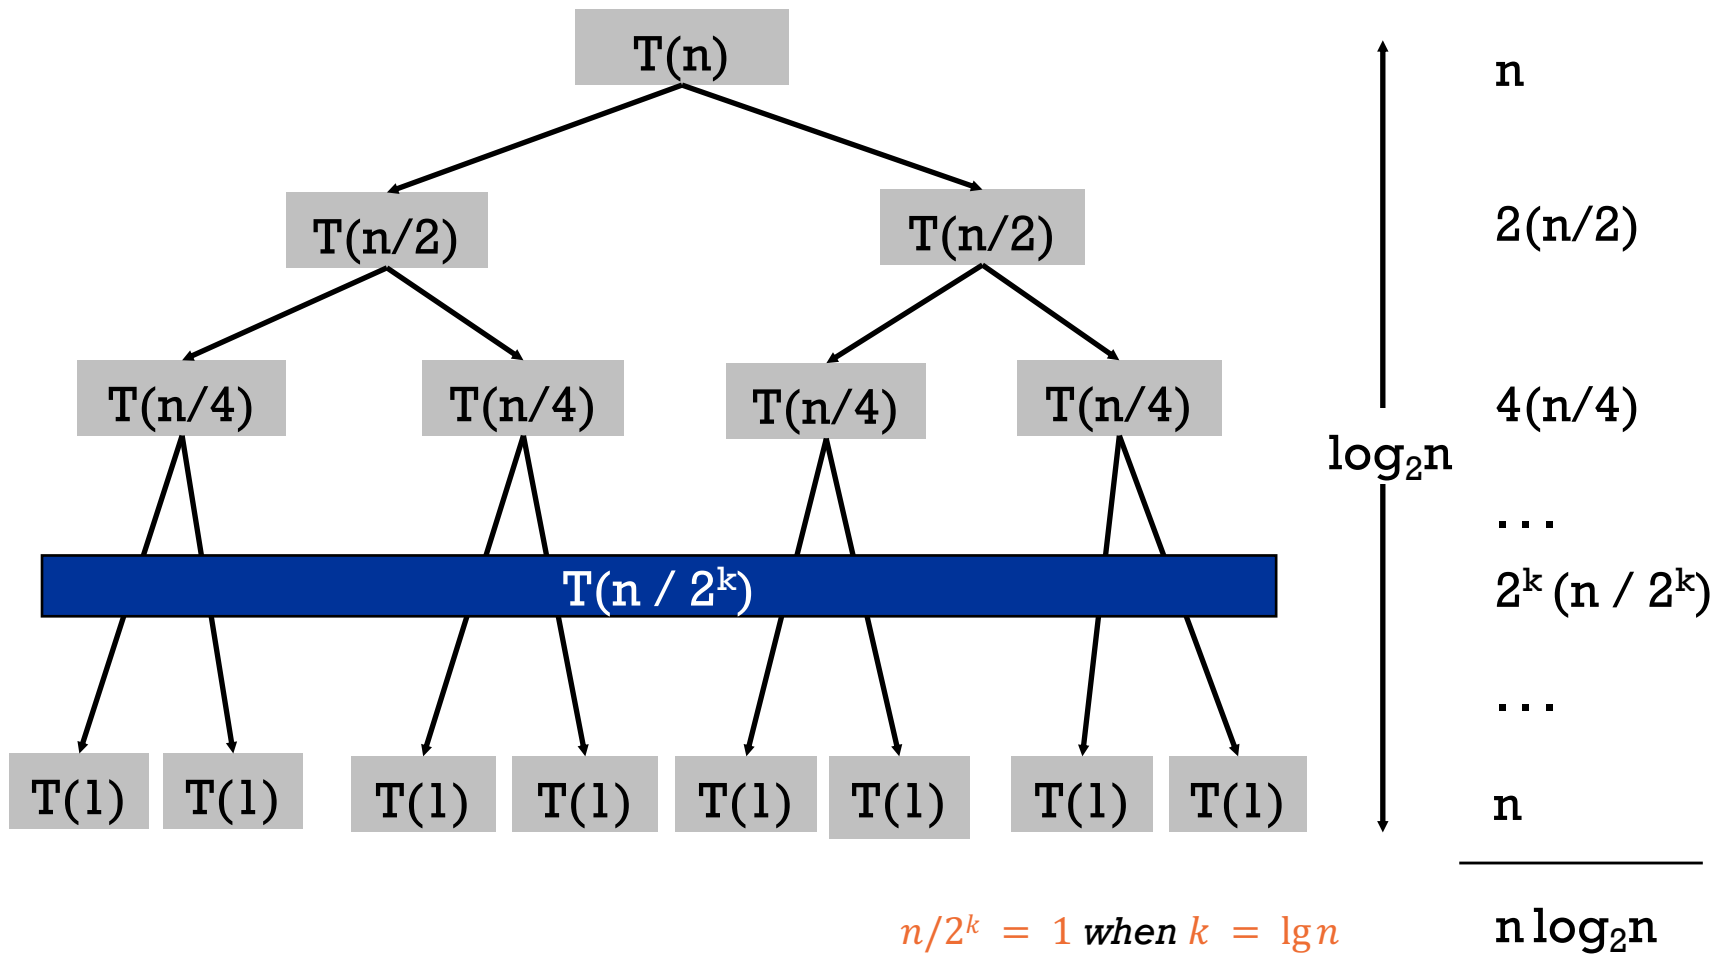 T(n)
n
T(n/2) T(n/2)
2(n/2)
T(n/4) T(n/4) T(n/4) T(n/4)
4(n/4)
log₂n
. . .
T(n / 2ᵏ)
2ᵏ (n / 2ᵏ)
. . .
T(1) T(1) T(1) T(1) T(1) T(1) T(1) T(1)
n
n/2ᵏ = 1 when k = lg n
n log₂n